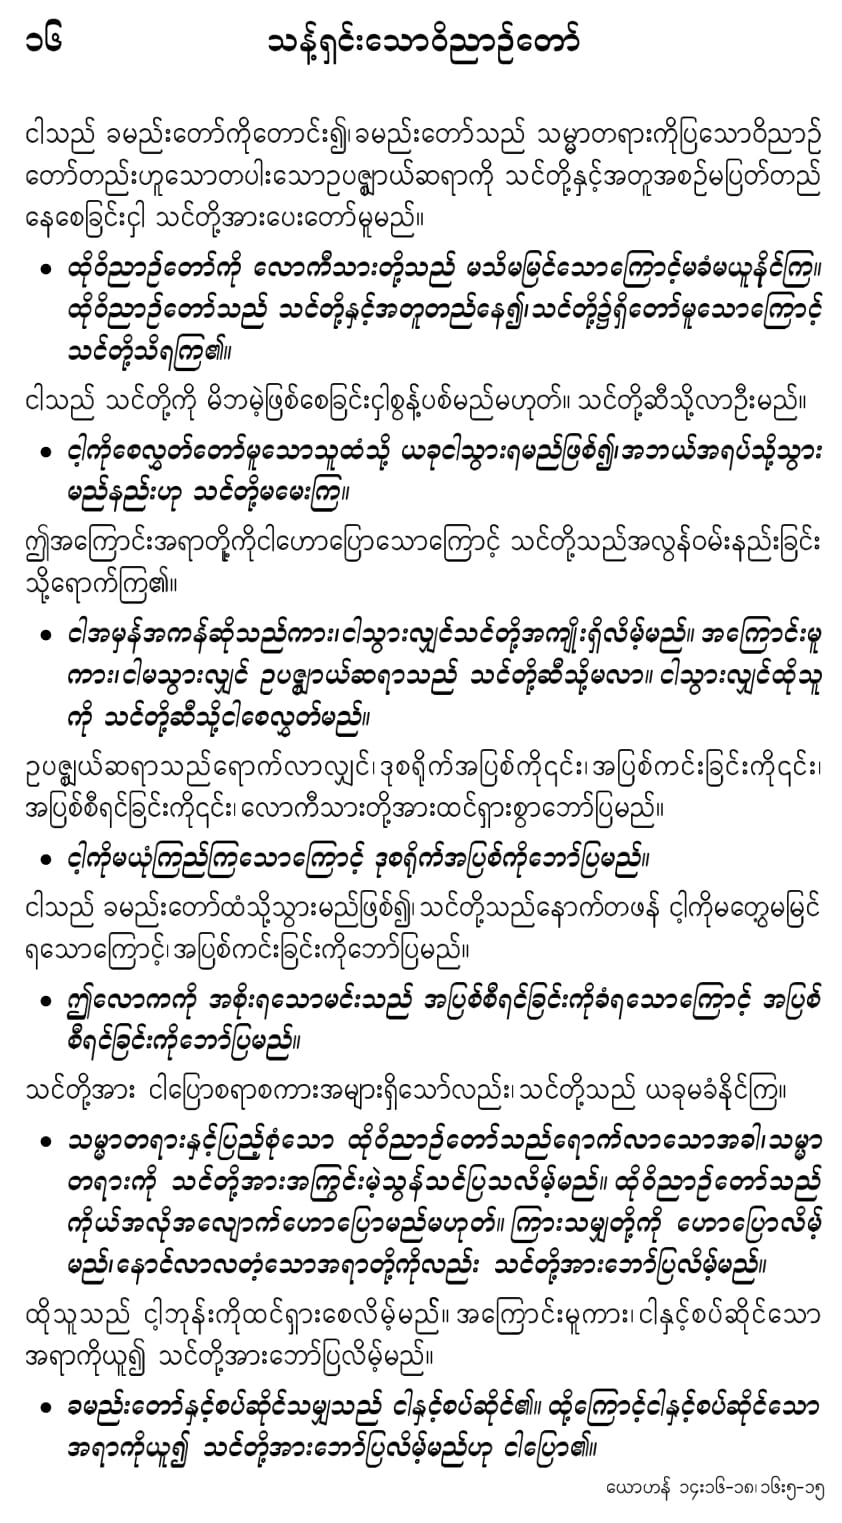 ၁၆ သန့်ရှင်းသောဝိညာဉ်တော်
ငါသည် ခမည်းတော်ကိုတောင်း၍၊ ခမည်းတော်သည် သမ္မာတရားကိုပြသောဝိညာဉ်
တော်တည်းဟူသောတပါးသောဥပဇ္ဈာယ်ဆရာကို သင်တို့နှင့်အတူအစဉ်မပြတ်တည်
နေစေခြင်းငှါ သင်တို့အားပေးတော်မူမည်။
• ထိုဝိညာဉ်တော်ကို လောကီသားတို့သည် မသိမမြင်သောကြောင့်မခံမယူနိုင်ကြ။
ထိုဝိညာဉ်တော်သည် သင်တို့နှင့်အတူတည်နေ၍၊ သင်တို့၌ရှိတော်မူသောကြောင့်
သင်တို့သိရကြ၏။
ငါသည် သင်တို့ကို မိဘမဲ့ဖြစ်စေခြင်းငှါစွန့်ပစ်မည်မဟုတ်။ သင်တို့ဆီသို့လာဦးမည်။
• ငါ့ကိုစေလွှတ်တော်မူသောသူထံသို့ ယခုငါသွားရမည်ဖြစ်၍၊ အဘယ်အရပ်သို့သွား
မည်နည်းဟု သင်တို့မမေးကြ။
ဤအကြောင်းအရာတို့ကိုငါဟောပြောသောကြောင့် သင်တို့သည်အလွန်ဝမ်းနည်းခြင်း
သို့ရောက်ကြ၏။
• ငါအမှန်အကန်ဆိုသည်ကား၊ ငါသွားလျှင်သင်တို့အကျိုးရှိလိမ့်မည်။ အကြောင်းမူ
ကား၊ ငါမသွားလျှင် ဥပဇ္ဈာယ်ဆရာသည် သင်တို့ဆီသို့မလာ။ ငါသွားလျှင်ထိုသူ
ကို သင်တို့ဆီသို့ငါစေလွှတ်မည်။
ဥပဇ္ဈယ်ဆရာသည်ရောက်လာလျှင်၊ ဒုစရိုက်အပြစ်ကို၎င်း၊ အပြစ်ကင်းခြင်းကို၎င်း၊
အပြစ်စီရင်ခြင်းကို၎င်း၊ လောကီသားတို့အားထင်ရှားစွာဘော်ပြမည်။
• ငါ့ကိုမယုံကြည်ကြသောကြောင့် ဒုစရိုက်အပြစ်ကိုဘော်ပြမည်။
ငါသည် ခမည်းတော်ထံသို့သွားမည်ဖြစ်၍၊ သင်တို့သည်နောက်တဖန် ငါ့ကိုမတွေ့မမြင်
ရသောကြောင့်၊ အပြစ်ကင်းခြင်းကိုဘော်ပြမည်။
• ဤလောကကို အစိုးရသောမင်းသည် အပြစ်စီရင်ခြင်းကိုခံရသောကြောင့် အပြစ်
စီရင်ခြင်းကိုဘော်ပြမည်။
သင်တို့အား ငါပြောစရာစကားအများရှိသော်လည်း၊ သင်တို့သည် ယခုမခံနိုင်ကြ။
• သမ္မာတရားနှင့်ပြည့်စုံသော ထိုဝိညာဉ်တော်သည်ရောက်လာသောအခါ၊ သမ္မာ
တရားကို သင်တို့အားအကြွင်းမဲ့သွန်သင်ပြသလိမ့်မည်။ ထိုဝိညာဉ်တော်သည်
ကိုယ်အလိုအလျောက်ဟောပြောမည်မဟုတ်။ ကြားသမျှတို့ကို ဟောပြောလိမ့်
မည်၊ နောင်လာလတံ့သောအရာတို့ကိုလည်း သင်တို့အားဘော်ပြလိမ့်မည်။
ထိုသူသည် ငါ့ဘုန်းကိုထင်ရှားစေလိမ့်မည်။ အကြောင်းမူကား၊ ငါနှင့်စပ်ဆိုင်သော
အရာကိုယူ၍ သင်တို့အားဘော်ပြလိမ့်မည်။
• ခမည်းတော်နှင့်စပ်ဆိုင်သမျှသည် ငါနှင့်စပ်ဆိုင်၏။ ထို့ကြောင့်ငါနှင့်စပ်ဆိုင်သော
အရာကိုယူ၍ သင်တို့အားဘော်ပြလိမ့်မည်ဟု ငါပြော၏။
ယောဟန် ၁၄း၁၆-၁၈၊ ၁၆း၅-၁၅